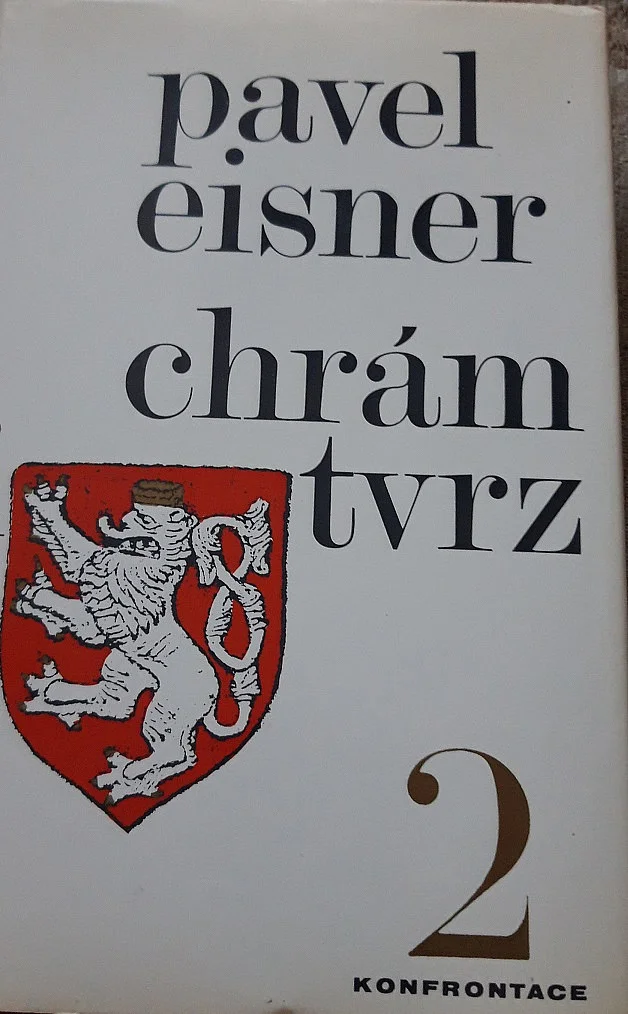 pavel
eisner
chrám
tvrz
2
KONFRONTACE